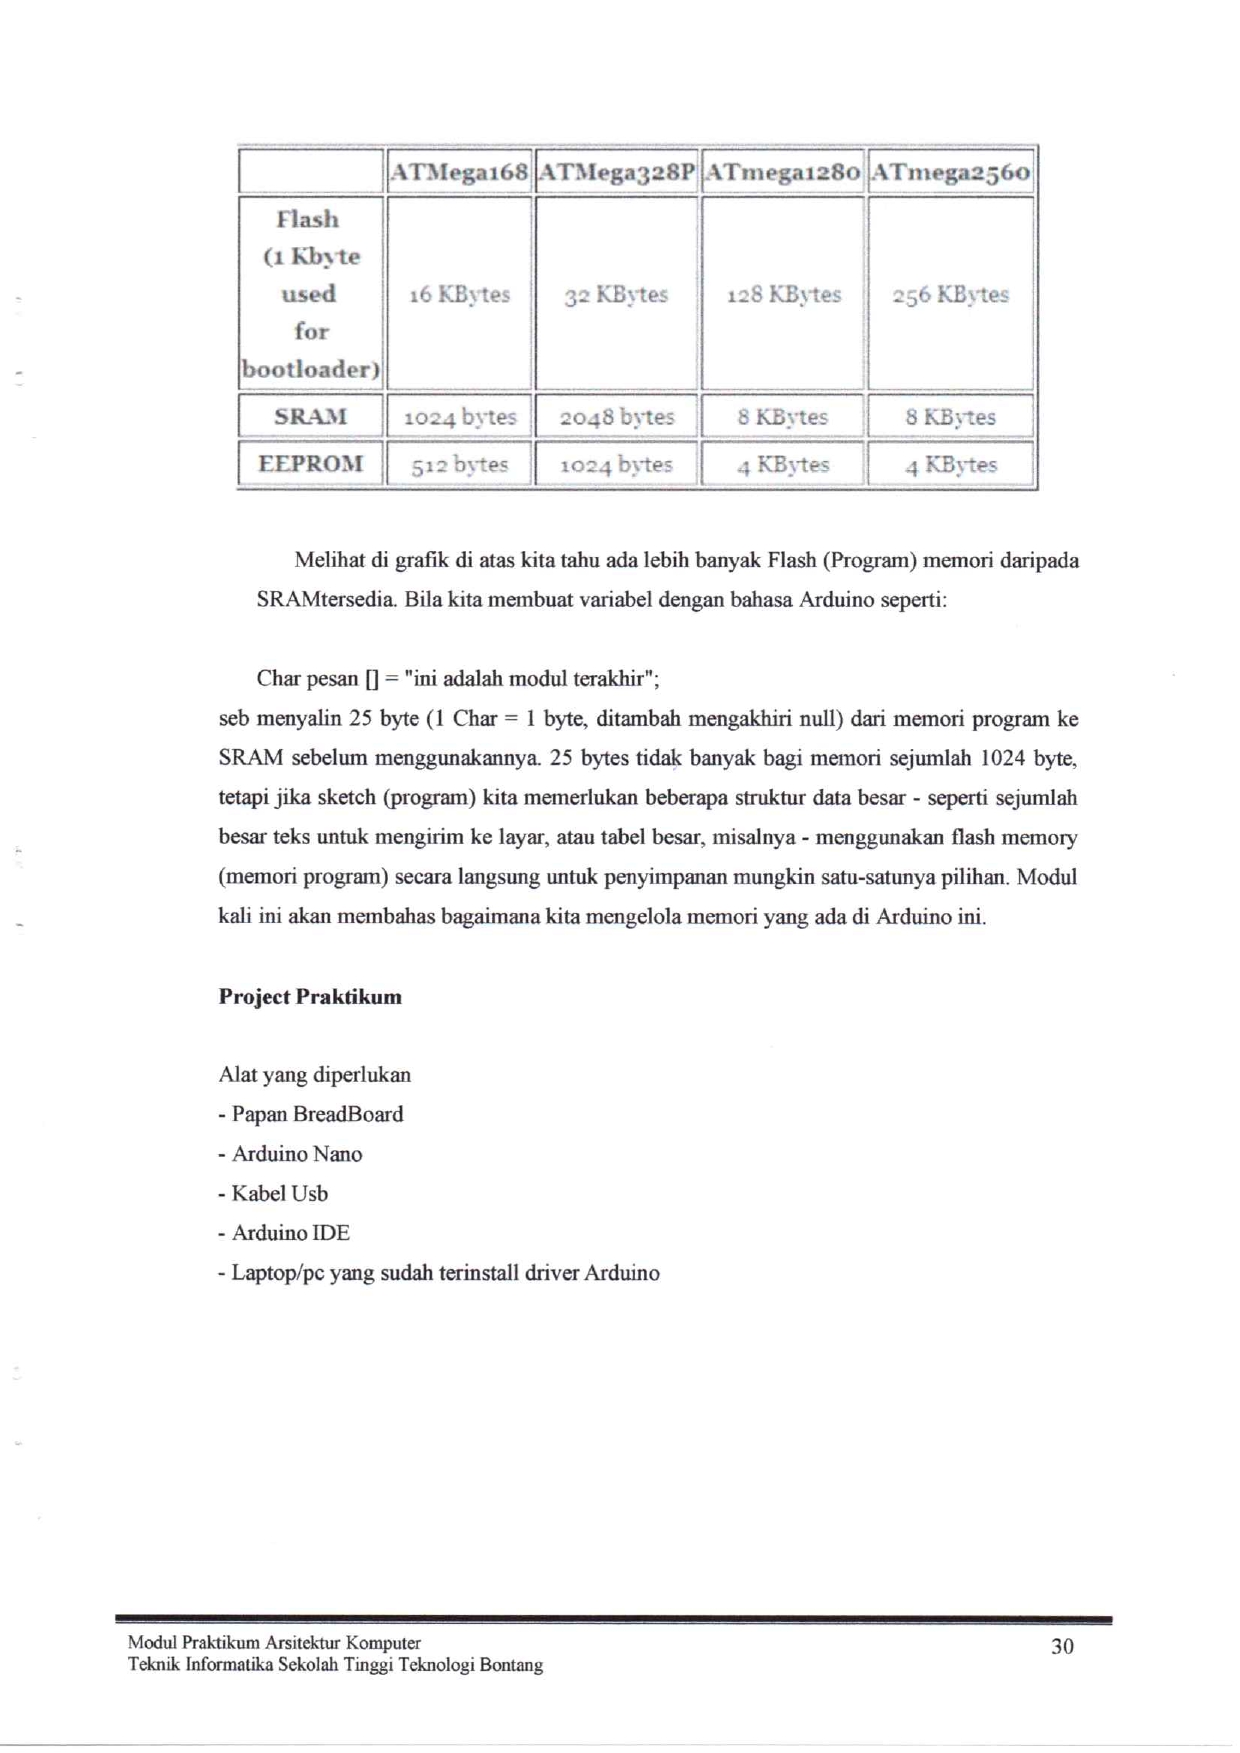 ATMega168 ATMega328P ATmega1280 ATmega2560
Flash
(1 Kbyte
used
for
bootloader)
16 KBytes 32 KBytes 128 KBytes 256 KBytes
SRAM 1024 bytes 2048 bytes 8 KBytes 8 KBytes
EEPROM 512 bytes 1024 bytes 4 KBytes 4 KBytes
Melihat di grafik di atas kita tahu ada lebih banyak Flash (Program) memori daripada
SRAMtersedia. Bila kita membuat variabel dengan bahasa Arduino seperti:
Char pesan [] = "ini adalah modul terakhir";
seb menyalin 25 byte (1 Char = 1 byte, ditambah mengakhiri null) dari memori program ke
SRAM sebelum menggunakannya. 25 bytes tidak banyak bagi memori sejumlah 1024 byte,
tetapi jika sketch (program) kita memerlukan beberapa struktur data besar - seperti sejumlah
besar teks untuk mengirim ke layar, atau tabel besar, misalnya - menggunakan flash memory
(memori program) secara langsung untuk penyimpanan mungkin satu-satunya pilihan. Modul
kali ini akan membahas bagaimana kita mengelola memori yang ada di Arduino ini.
Project Praktikum
Alat yang diperlukan
- Papan BreadBoard
- Arduino Nano
- Kabel Usb
- Arduino IDE
- Laptop/pc yang sudah terinstall driver Arduino
Modul Praktikum Arsitektur Komputer
30
Teknik Informatika Sekolah Tinggi Teknologi Bontang